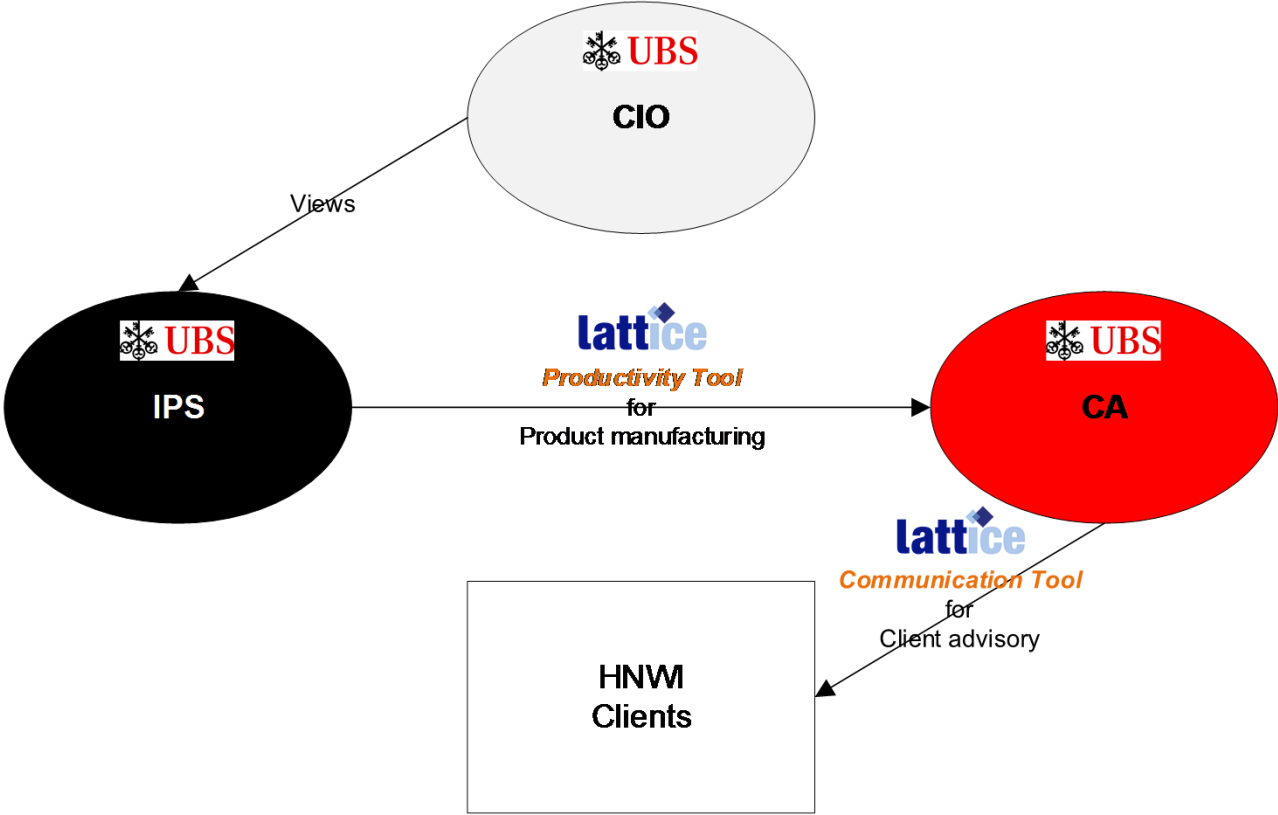 UBS
CIO
Views
UBS
IPS
lattice
Productivity Tool
for
Product manufacturing
UBS
CA
lattice
Communication Tool
for
Client advisory
HNWI
Clients